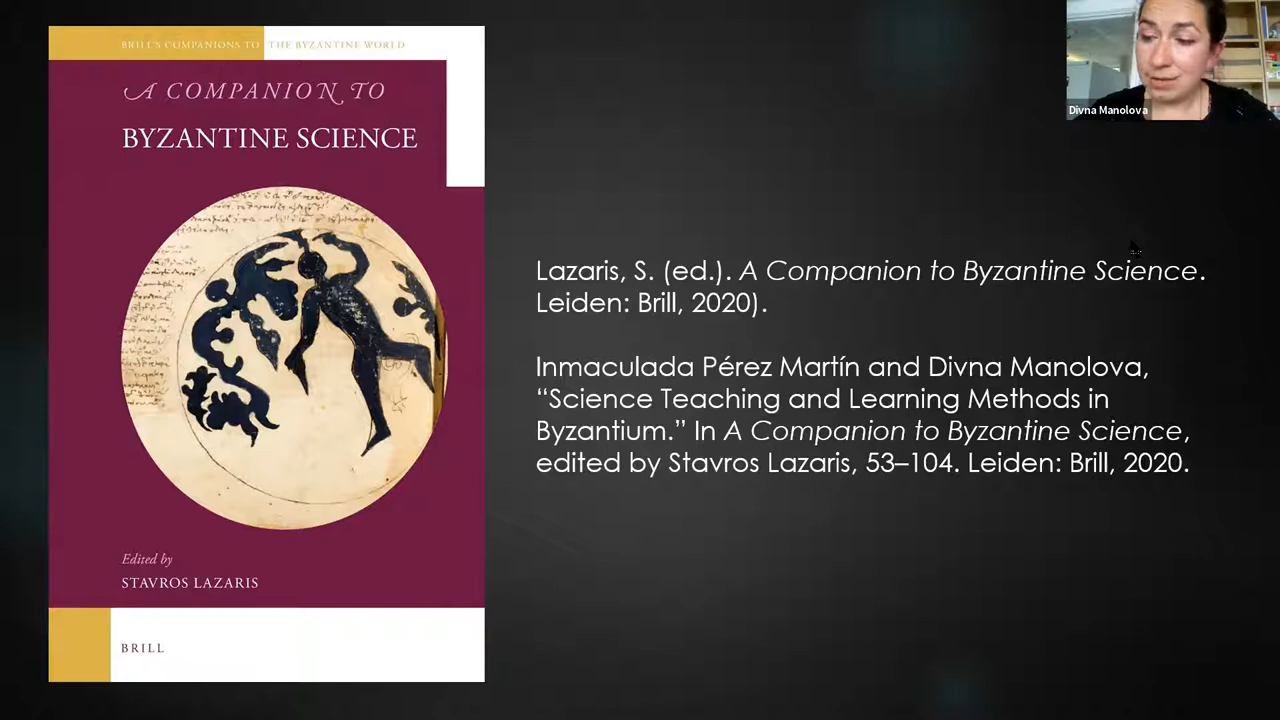 BRILL'S COMPANIONS TO THE BYZANTINE WORLD
A COMPANION TO
BYZANTINE SCIENCE
Edited by
STAVROS LAZARIS
BRILL
Lazaris, S. (ed.). A Companion to Byzantine Science.
Leiden: Brill, 2020).
Inmaculada Pérez Martín and Divna Manolova,
“Science Teaching and Learning Methods in
Byzantium.” In A Companion to Byzantine Science,
edited by Stavros Lazaris, 53–104. Leiden: Brill, 2020.
Divna Manolova